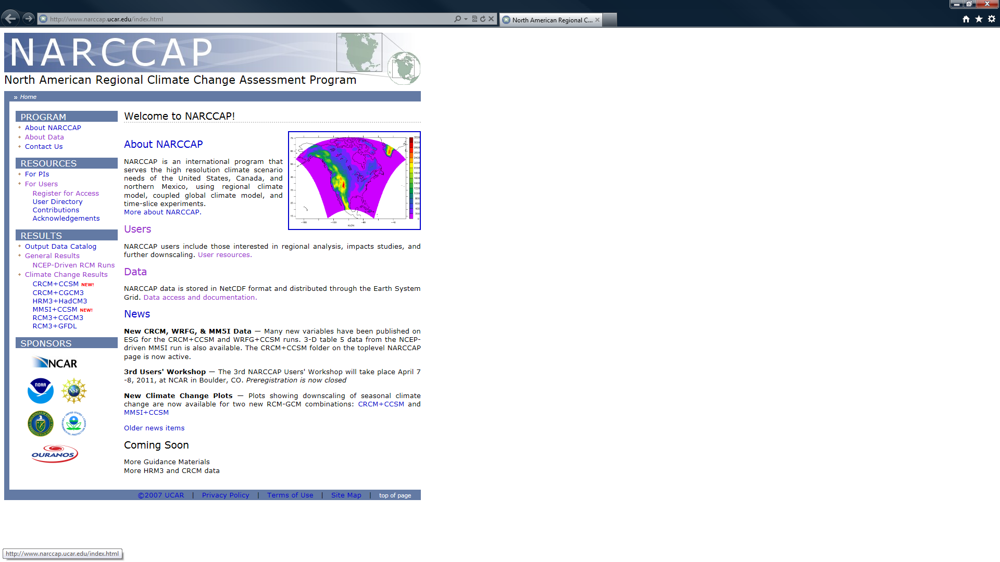 http://www.narccap.ucar.edu/index.html
North American Regional C...
NARCCAP
North American Regional Climate Change Assessment Program
» Home
PROGRAM
About NARCCAP
About Data
Contact Us
RESOURCES
For PIs
For Users
Register for Access
User Directory
Contributions
Acknowledgements
RESULTS
Output Data Catalog
General Results
NCEP-Driven RCM Runs
Climate Change Results
CRCM+CCSM NEW!
CRCM+CGCM3
HRM3+HadCM3
MM5I+CCSM NEW!
RCM3+CGCM3
RCM3+GFDL
SPONSORS
NCAR
NOAA
NSF
OURANOS
Welcome to NARCCAP!
About NARCCAP
NARCCAP is an international program that
serves the high resolution climate scenario
needs of the United States, Canada, and
northern Mexico, using regional climate
model, coupled global climate model, and
time-slice experiments.
More about NARCCAP.
Users
NARCCAP users include those interested in regional analysis, impacts studies, and
further downscaling. User resources.
Data
NARCCAP data is stored in NetCDF format and distributed through the Earth System
Grid. Data access and documentation.
News
New CRCM, WRFG, & MM5I Data — Many new variables have been published on
ESG for the CRCM+CCSM and WRFG+CCSM runs. 3-D table 5 data from the NCEP-
driven MM5I run is also available. The CRCM+CCSM folder on the toplevel NARCCAP
page is now active.
3rd Users' Workshop — The 3rd NARCCAP Users' Workshop will take place April 7
-8, 2011, at NCAR in Boulder, CO. Preregistration is now closed
New Climate Change Plots — Plots showing downscaling of seasonal climate
change are now available for two new RCM-GCM combinations: CRCM+CCSM and
MM5I+CCSM
Older news items
Coming Soon
More Guidance Materials
More HRM3 and CRCM data
©2007 UCAR | Privacy Policy | Terms of Use | Site Map | top of page
http://www.narccap.ucar.edu/index.html